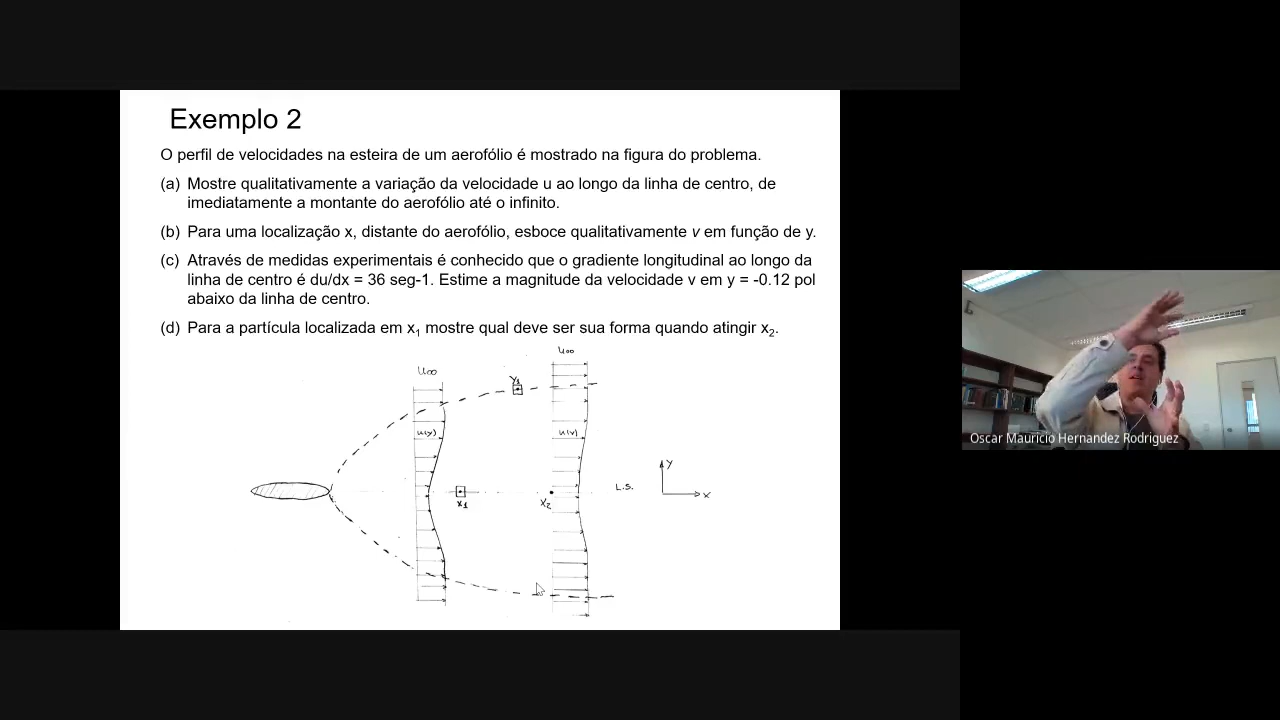 Exemplo 2
O perfil de velocidades na esteira de um aerofólio é mostrado na figura do problema.
(a) Mostre qualitativamente a variação da velocidade u ao longo da linha de centro, de
imediatamente a montante do aerofólio até o infinito.
(b) Para uma localização x, distante do aerofólio, esboce qualitativamente v em função de y.
(c) Através de medidas experimentais é conhecido que o gradiente longitudinal ao longo da
linha de centro é du/dx = 36 seg-1. Estime a magnitude da velocidade v em y = -0.12 pol
abaixo da linha de centro.
(d) Para a partícula localizada em x1 mostre qual deve ser sua forma quando atingir x2.
U∞
U∞
Y1
u(y)
u(y)
L.S.
Y
X
X1
X2
Oscar Mauricio Hernandez Rodriguez